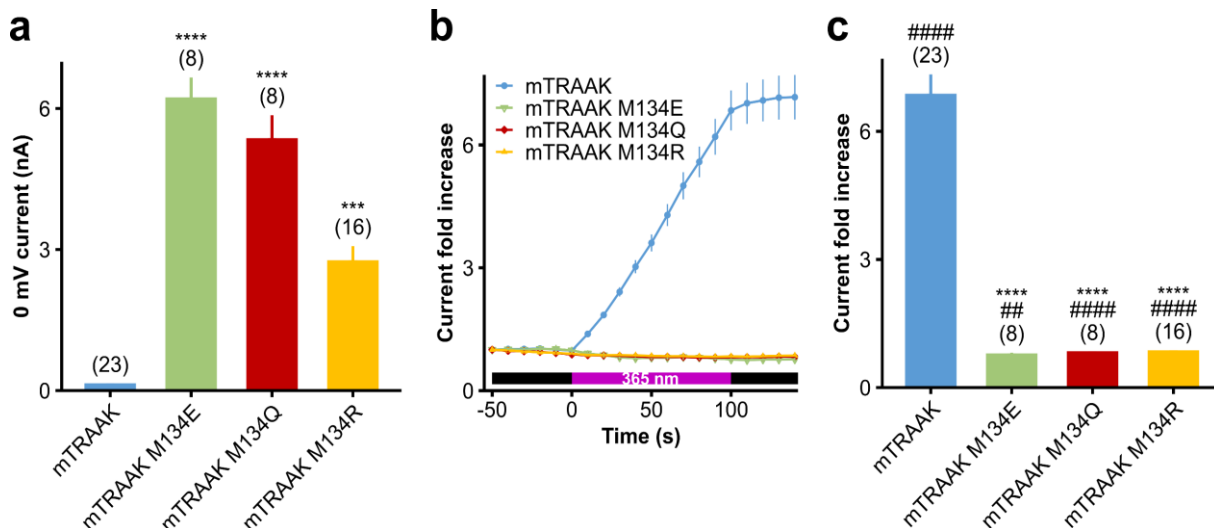 a
0 mV current (nA)
6
3
0
(23)
****
(8)
****
(8)
***
(16)
mTRAAK
mTRAAK M134E
mTRAAK M134Q
mTRAAK M134R
b
Current fold increase
6
3
0
mTRAAK
mTRAAK M134E
mTRAAK M134Q
mTRAAK M134R
365 nm
-50
0
50
100
Time (s)
c
Current fold increase
6
3
0
####
(23)
****
##
(8)
****
####
(8)
****
####
(16)
mTRAAK
mTRAAK M134E
mTRAAK M134Q
mTRAAK M134R